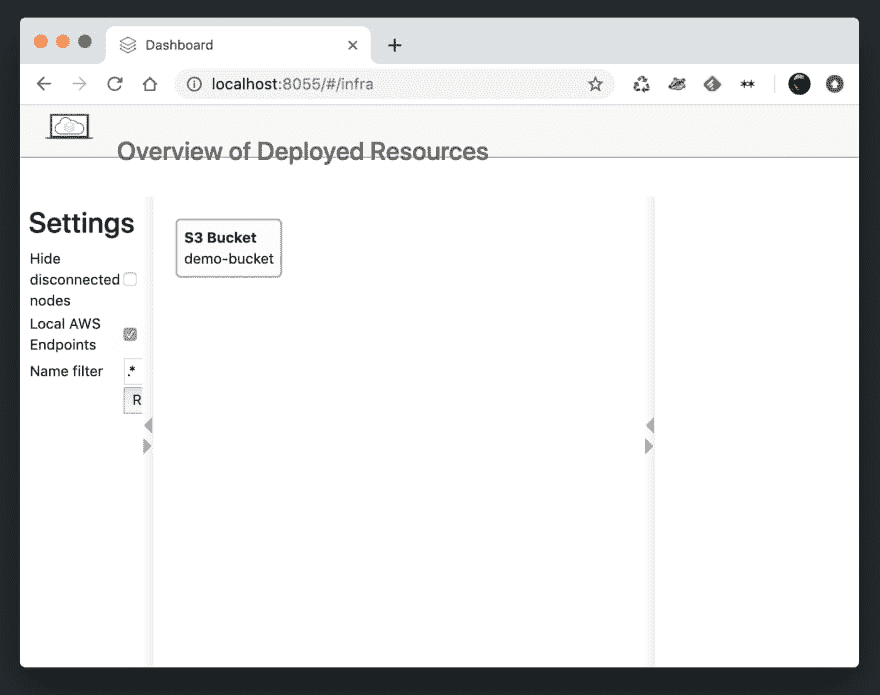 Dashboard
localhost:8055/#/infra
Overview of Deployed Resources
Settings
Hide
disconnected
nodes
Local AWS
Endpoints
Name filter .*
R
S3 Bucket
demo-bucket